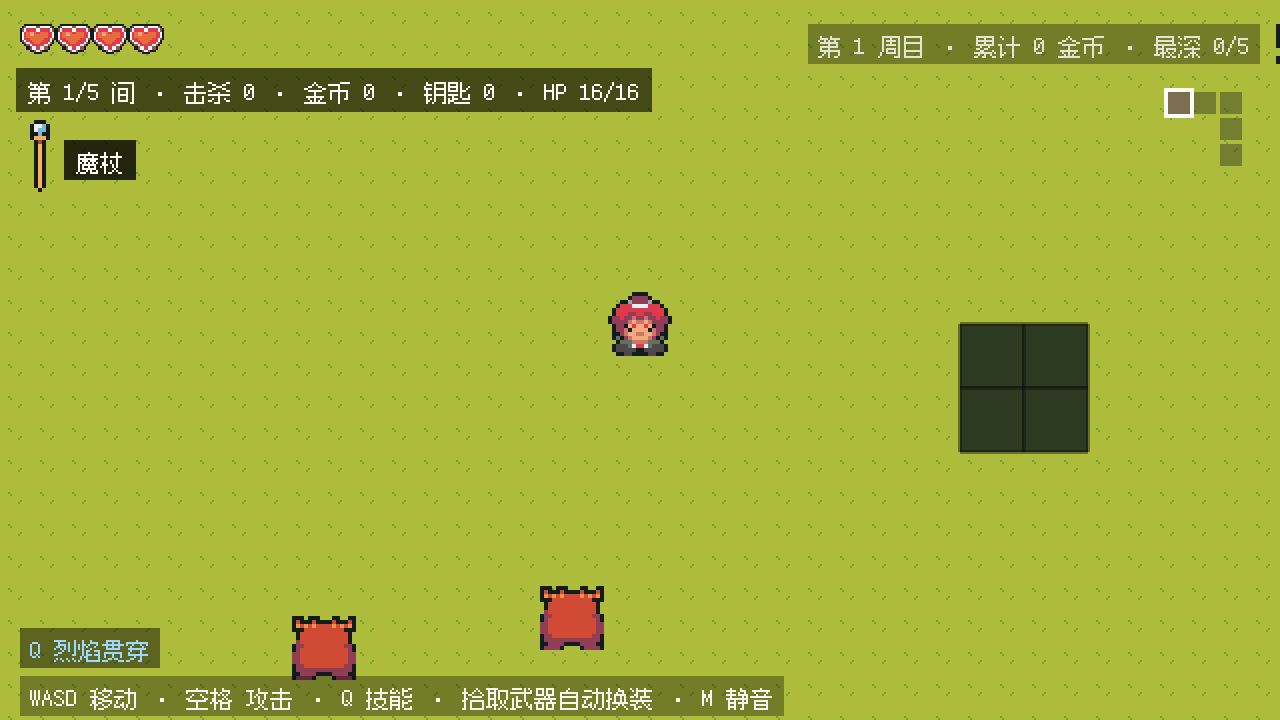 第 1 周目 · 累计 0 金币 · 最深 0/5
第 1/5 间 · 击杀 0 · 金币 0 · 钥匙 0 · HP 16/16
魔杖
Q 烈焰贯穿
WASD 移动 · 空格 攻击 · Q 技能 · 拾取武器自动换装 · M 静音